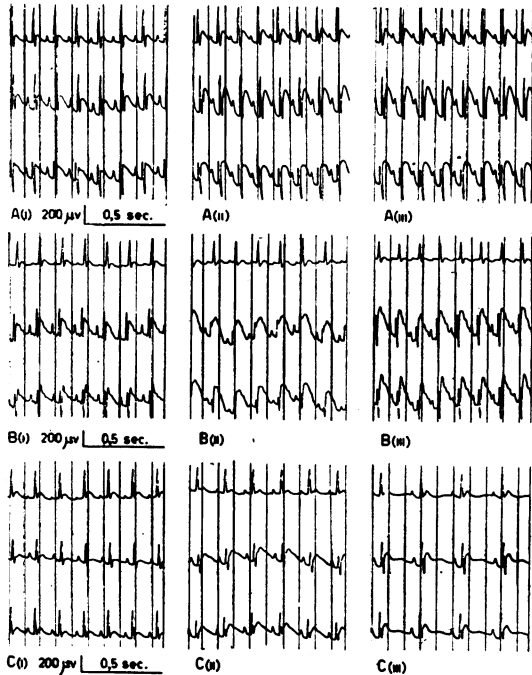 A(I) 200 µv 0,5 sec. A(II) A(III)
B(I) 200 µv 0,5 sec. B(II) B(III)
C(I) 200 µv 0,5 sec. C(II) C(III)